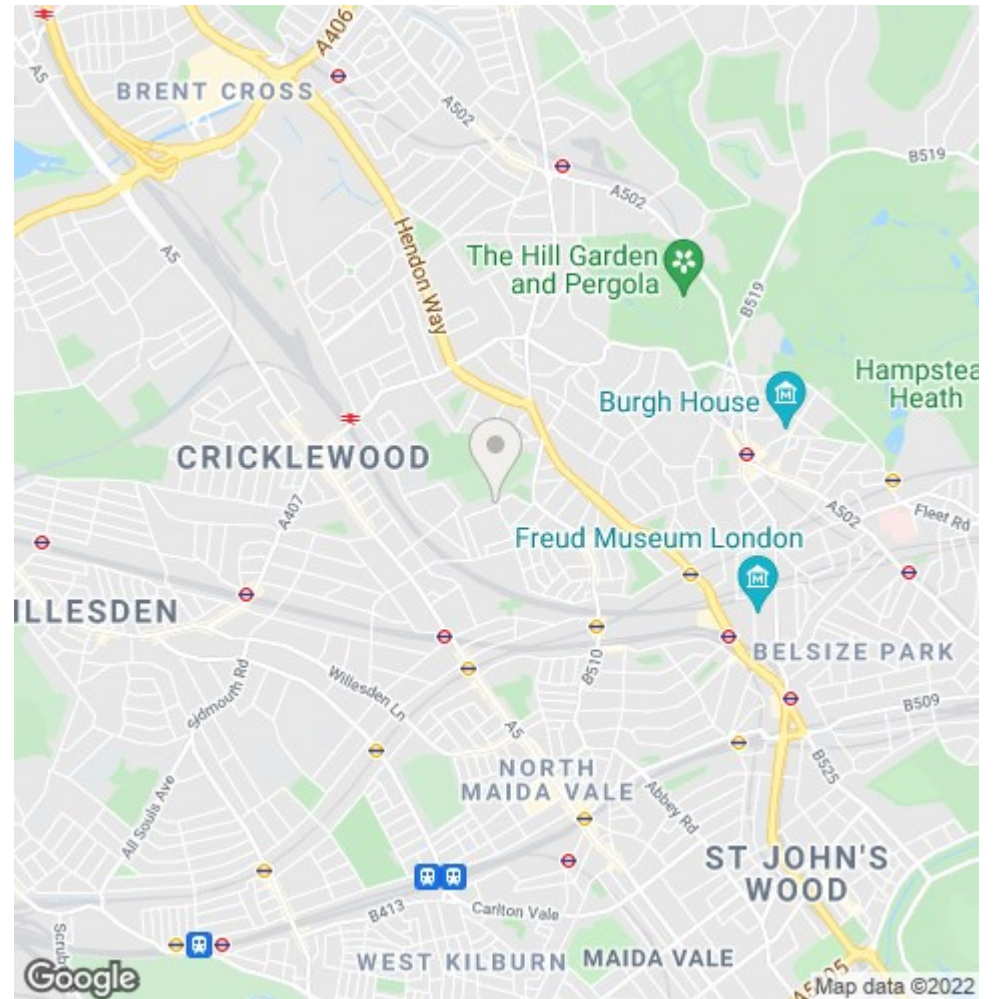 A406
A5
BRENT CROSS
A502
B519
A502
A5
Hendon Way
The Hill Garden
and Pergola
B519
Hampstea
Heath
Burgh House
CRICKLEWOOD
A407
A502
Fleet Rd
Freud Museum London
ILLESDEN
BELSIZE PARK
B510
Sidmouth Rd
Willesden Ln
B509
A5
NORTH
MAIDA VALE
B525
Abbey Rd
All Souls Ave
ST JOHN'S
WOOD
B413
Carlton Vale
Scrub
WEST KILBURN
MAIDA VALE
Google
Map data ©2022